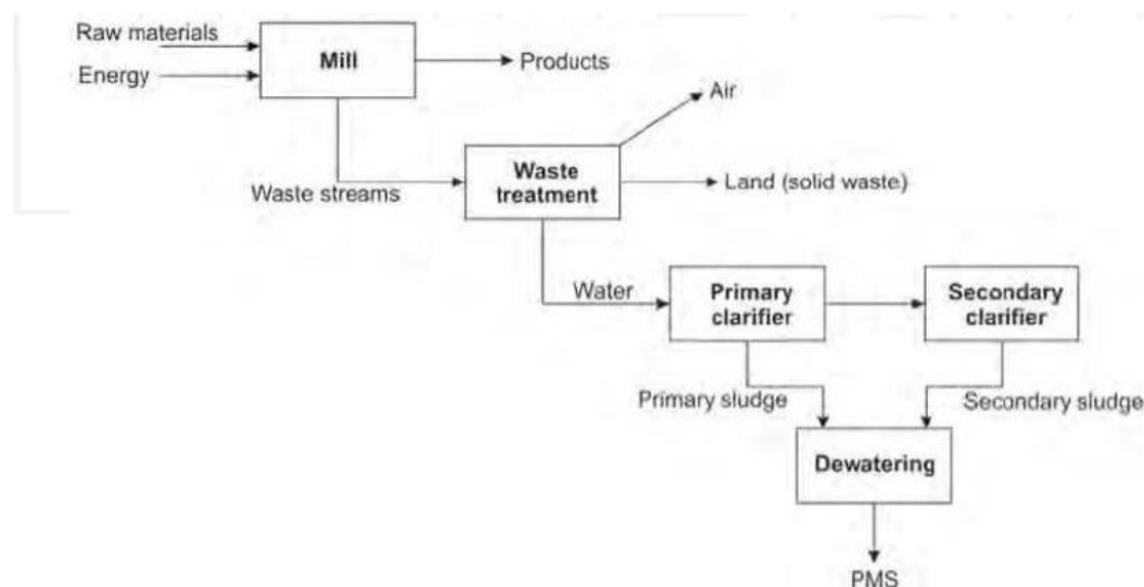 Raw materials
Mill
Products
Energy
Air
Waste
treatment
Land (solid waste)
Waste streams
Water
Primary
clarifier
Secondary
clarifier
Primary sludge
Secondary sludge
Dewatering
PMS